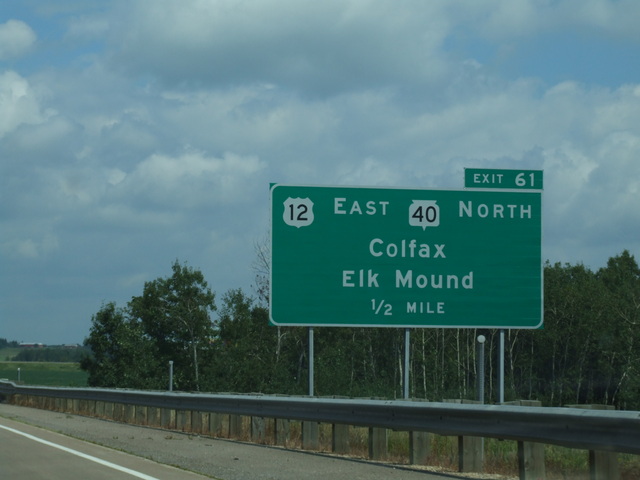 EXIT 61
12 EAST 40 NORTH
Colfax
Elk Mound
1/2 MILE